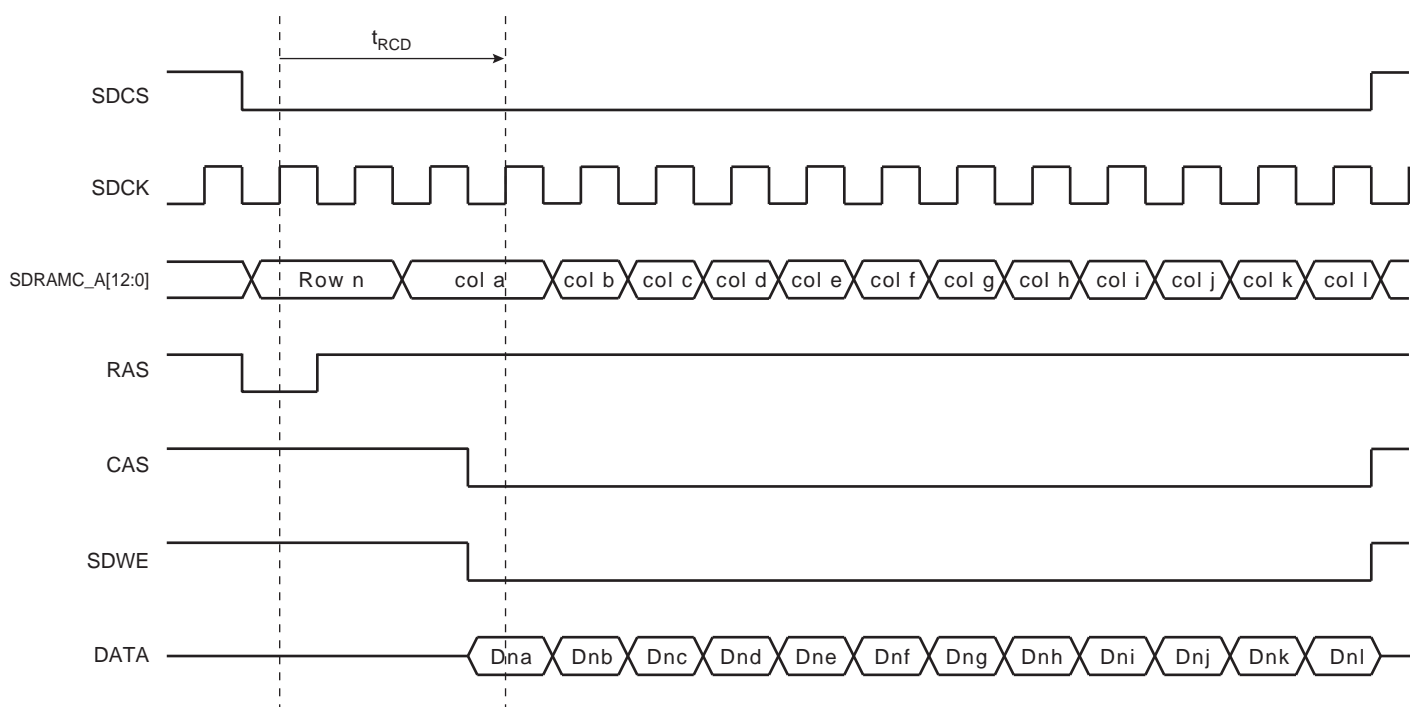 tRCD
SDCS
SDCK
SDRAMC_A[12:0] Row n col a col b col c col d col e col f col g col h col i col j col k col l
RAS
CAS
SDWE
DATA Dna Dnb Dnc Dnd Dne Dnf Dng Dnh Dni Dnj Dnk Dnl